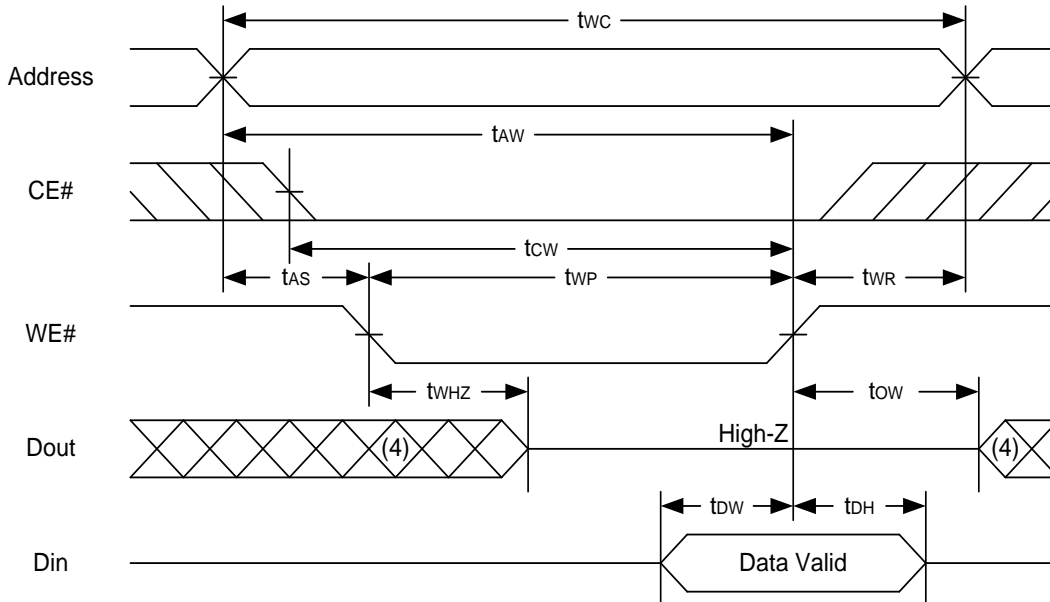 tWC
Address
tAW
CE#
tCW
tAS tWP tWR
WE#
tWHZ tOW
Dout (4) High-Z (4)
tDW tDH
Din Data Valid